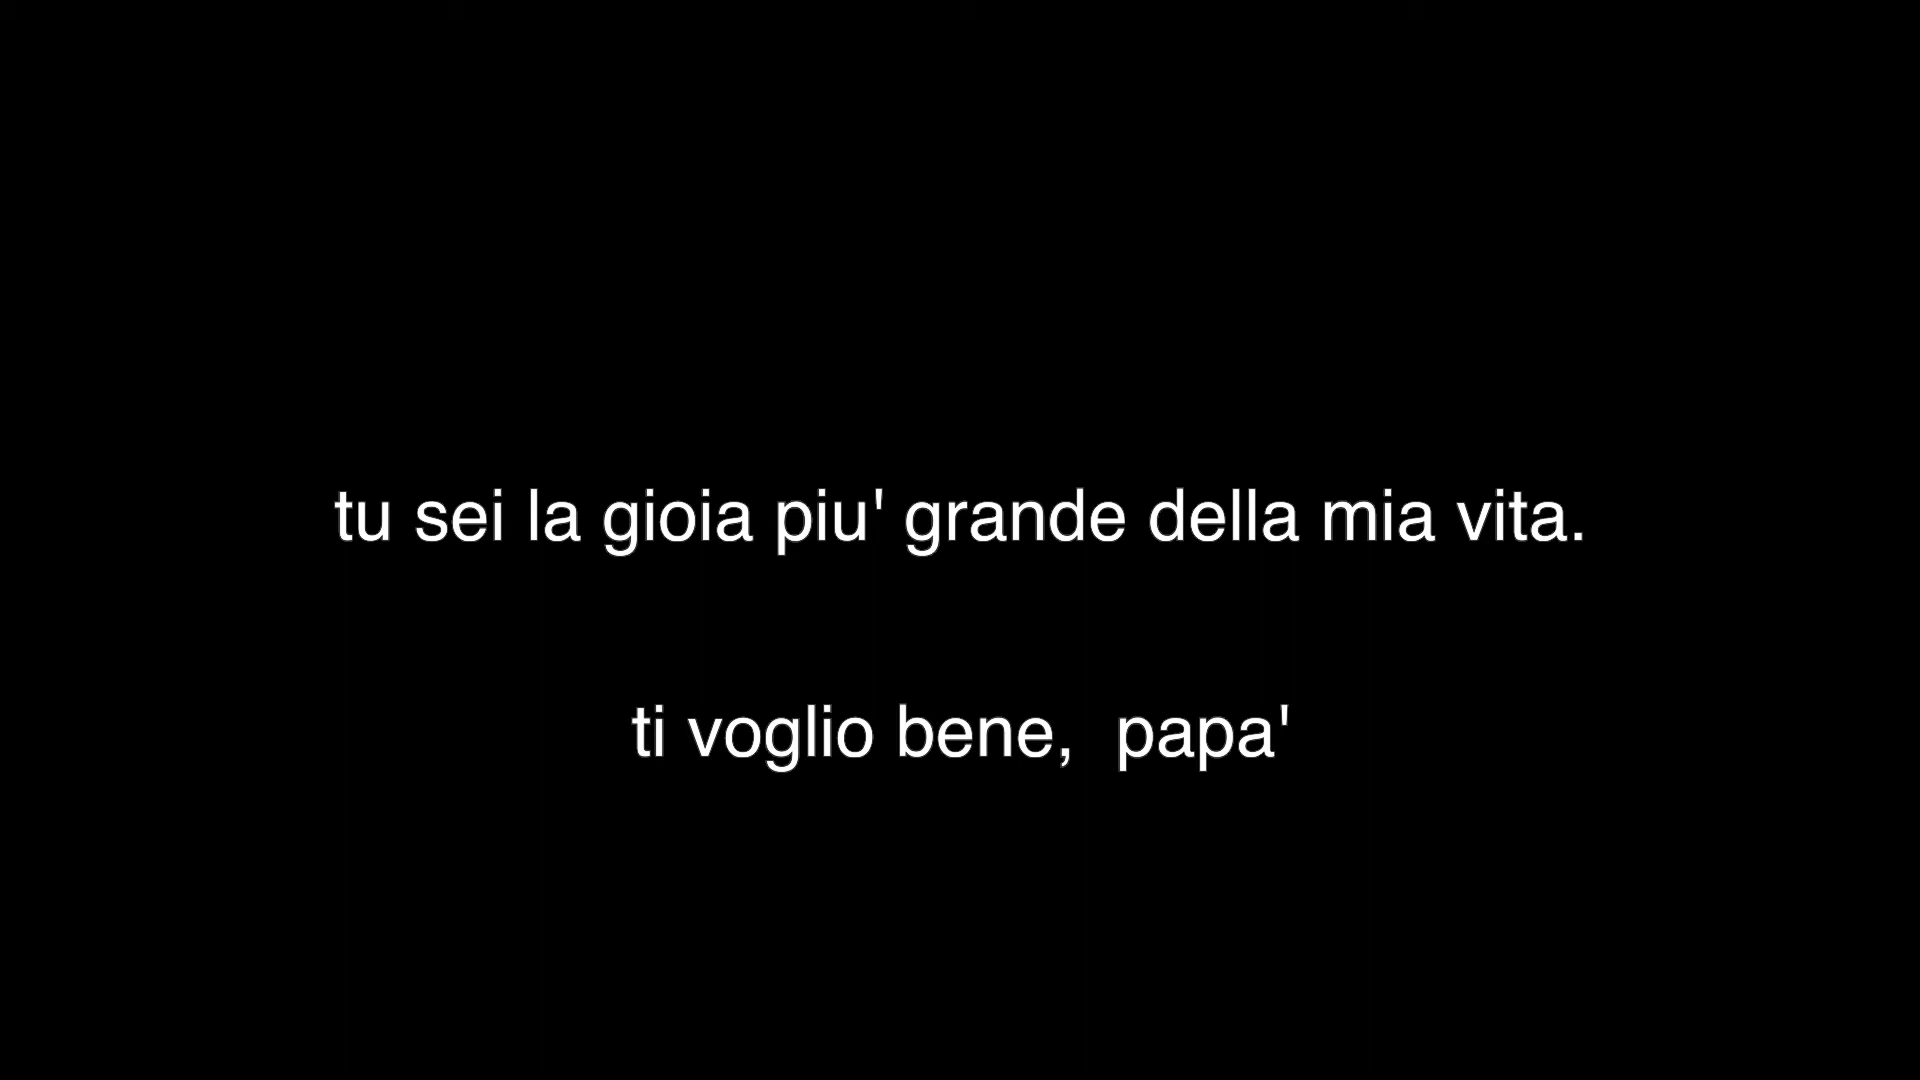 tu sei la gioia piu' grande della mia vita.
ti voglio bene,  papa'